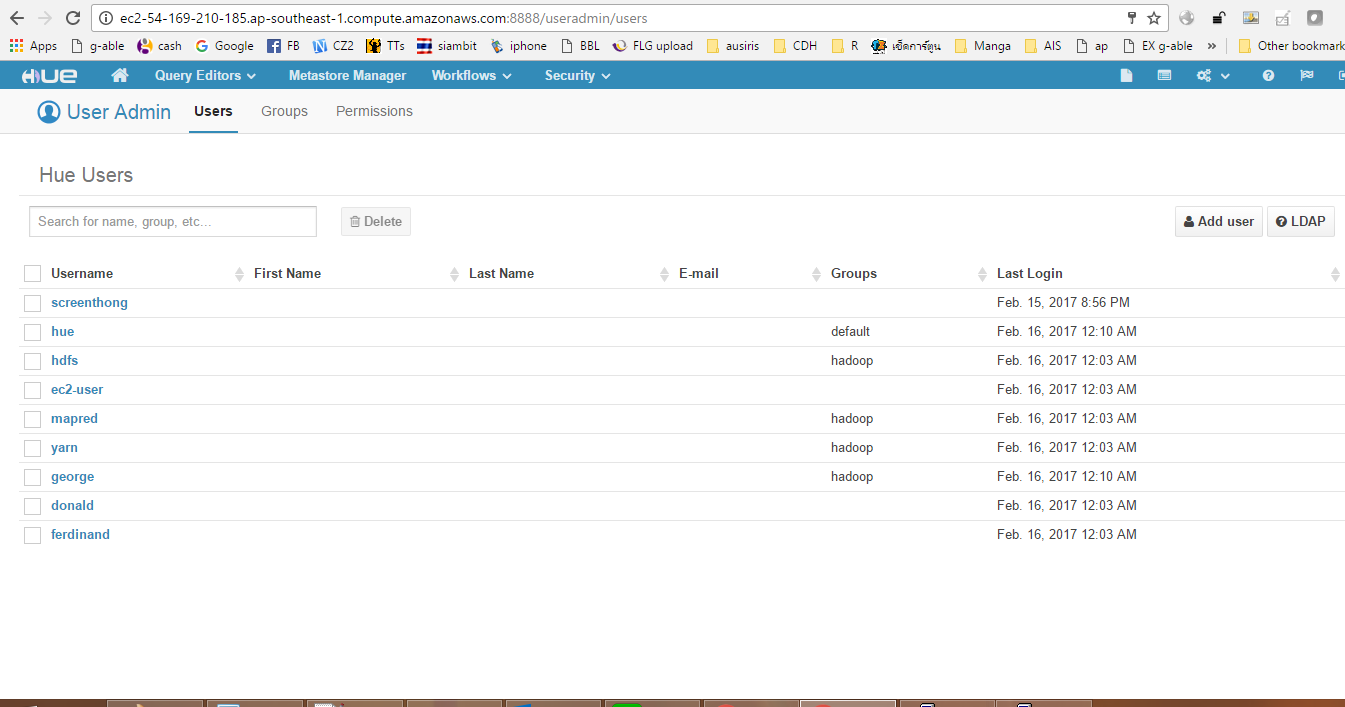 ec2-54-169-210-185.ap-southeast-1.compute.amazonaws.com:8888/useradmin/users
Apps g-able cash Google FB CZ2 TTs siambit iphone BBL FLG upload ausiris CDH R เช็คการ์ตูน Manga AIS ap EX g-able » Other bookmark
HUE Query Editors Metastore Manager Workflows Security
User Admin Users Groups Permissions
Hue Users
Search for name, group, etc... Delete Add user LDAP
Username First Name Last Name E-mail Groups Last Login
screenthong Feb. 15, 2017 8:56 PM
hue default Feb. 16, 2017 12:10 AM
hdfs hadoop Feb. 16, 2017 12:03 AM
ec2-user Feb. 16, 2017 12:03 AM
mapred hadoop Feb. 16, 2017 12:03 AM
yarn hadoop Feb. 16, 2017 12:03 AM
george hadoop Feb. 16, 2017 12:10 AM
donald Feb. 16, 2017 12:03 AM
ferdinand Feb. 16, 2017 12:03 AM